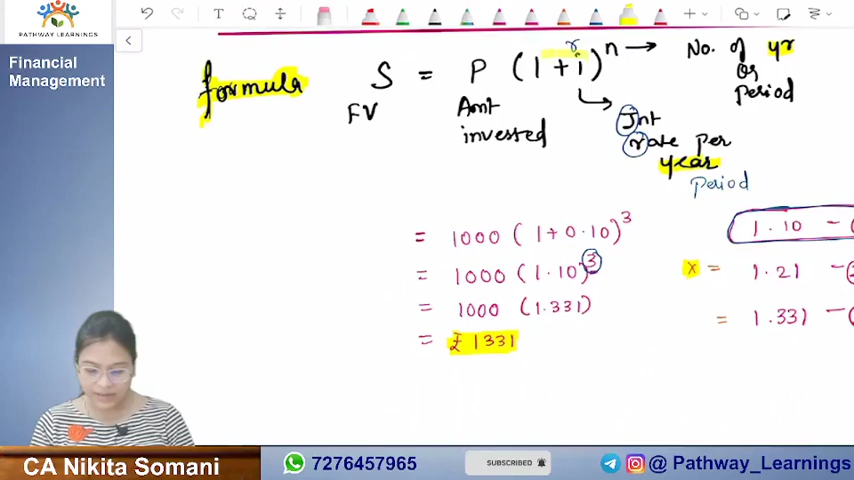 PATHWAY LEARNINGS
Financial
Management
formula
S = P (1 + i)^n → No. of yr
r
or
period
FV
Amt
invested
Int
rate per
year
Period
= 1000 (1+0.10)^3
= 1000 (1.10)^3
= 1000 (1.331)
= ₹ 1331
1.10 –
x = 1.21 –
= 1.331 –
CA Nikita Somani
7276457965
SUBSCRIBED
@ Pathway_Learnings